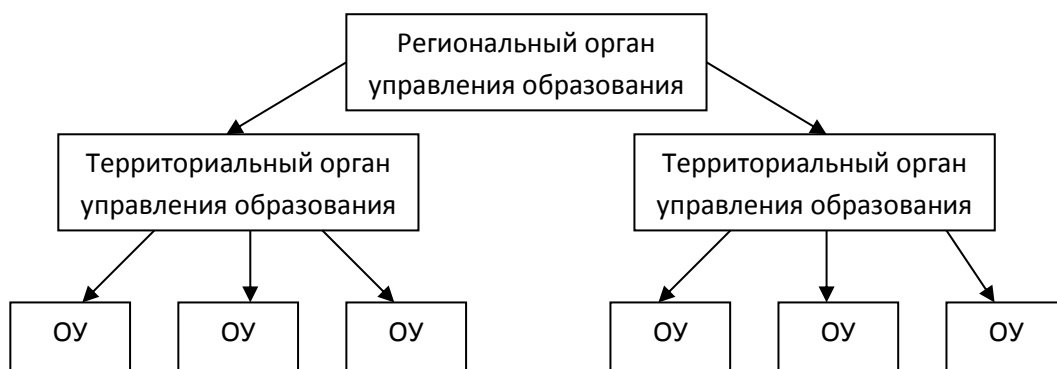 Региональный орган
управления образования
Территориальный орган
управления образования
Территориальный орган
управления образования
ОУ
ОУ
ОУ
ОУ
ОУ
ОУ